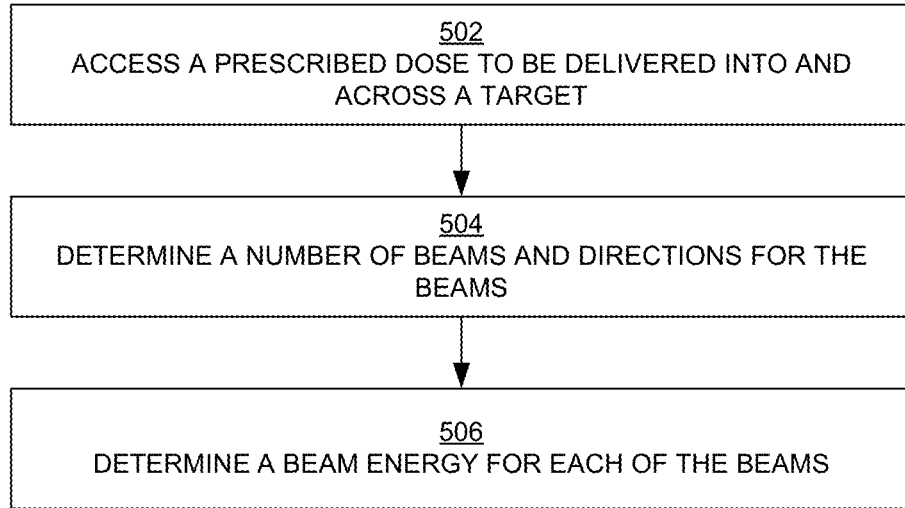 502
ACCESS A PRESCRIBED DOSE TO BE DELIVERED INTO AND
ACROSS A TARGET
504
DETERMINE A NUMBER OF BEAMS AND DIRECTIONS FOR THE
BEAMS
506
DETERMINE A BEAM ENERGY FOR EACH OF THE BEAMS